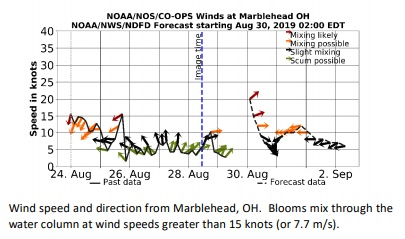 NOAA/NOS/CO-OPS Winds at Marblehead OH
NOAA/NWS/NDFD Forecast starting Aug 30, 2019 02:00 EDT
Mixing likely
Mixing possible
Slight mixing
Scum possible
Image time
Speed in knots
40
35
30
25
20
15
10
5
0
24. Aug 26. Aug 28. Aug 30. Aug 2. Sep
Past data Forecast data
Wind speed and direction from Marblehead, OH. Blooms mix through the
water column at wind speeds greater than 15 knots (or 7.7 m/s).